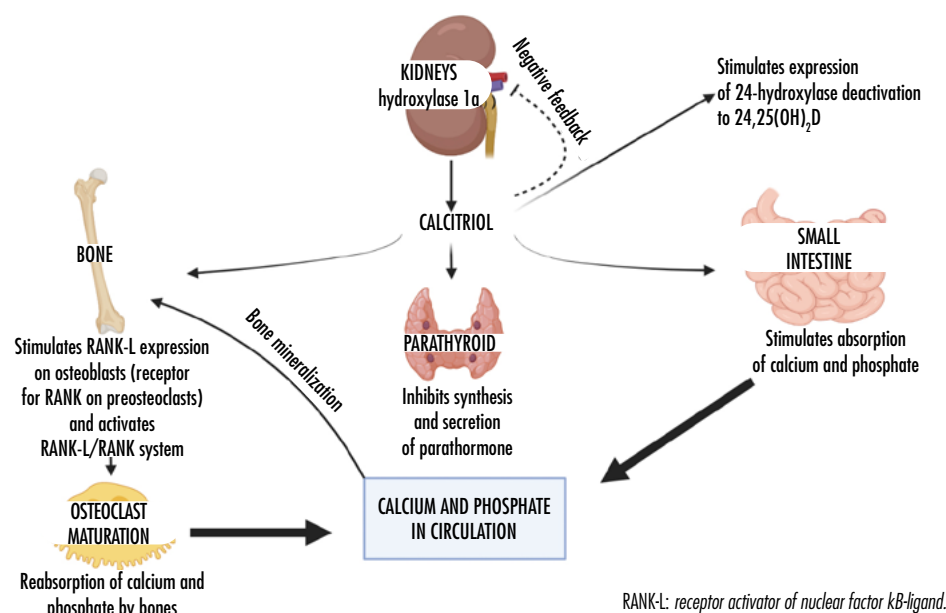 KIDNEYS
hydroxylase 1a
Negative feedback
Stimulates expression
of 24-hydroxylase deactivation
to 24,25(OH)₂D
CALCITRIOL
BONE
Stimulates RANK-L expression
on osteoblasts (receptor
for RANK on preosteoclasts)
and activates
RANK-L/RANK system
Bone mineralization
PARATHYROID
Inhibits synthesis
and secretion
of parathormone
SMALL
INTESTINE
Stimulates absorption
of calcium and phosphate
OSTEOCLAST
MATURATION
Reabsorption of calcium and
phosphate by bones
CALCIUM AND PHOSPHATE
IN CIRCULATION
RANK-L: receptor activator of nuclear factor kB-ligand.